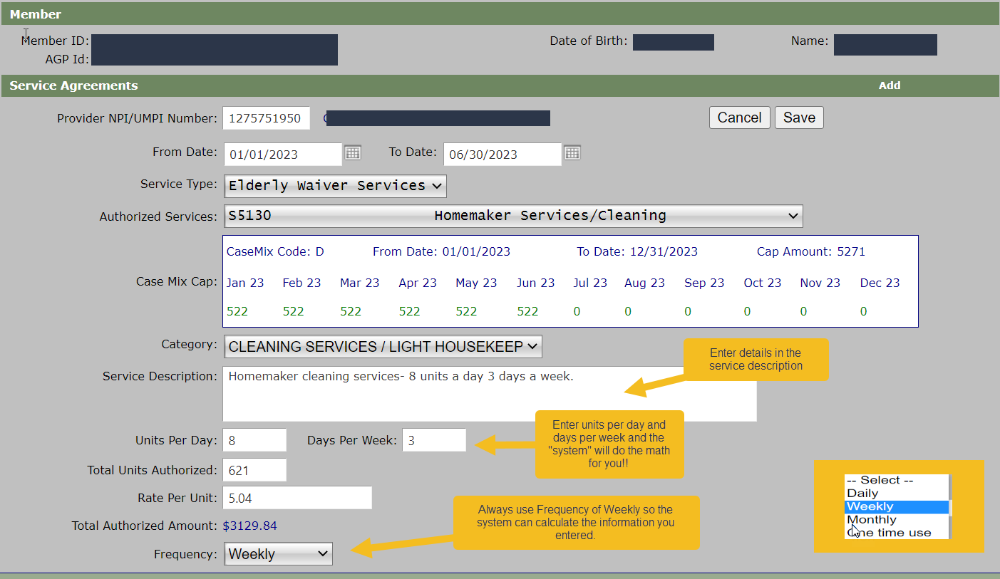 Member
Member ID:
Date of Birth:
Name:
AGP Id:
Service Agreements
Add
Provider NPI/UMPI Number: 1275751950
Cancel Save
From Date: 01/01/2023 To Date: 06/30/2023
Service Type: Elderly Waiver Services
Authorized Services: S5130 Homemaker Services/Cleaning
CaseMix Code: D From Date: 01/01/2023 To Date: 12/31/2023 Cap Amount: 5271
Case Mix Cap: Jan 23 Feb 23 Mar 23 Apr 23 May 23 Jun 23 Jul 23 Aug 23 Sep 23 Oct 23 Nov 23 Dec 23
522 522 522 522 522 522 0 0 0 0 0 0
Category: CLEANING SERVICES / LIGHT HOUSEKEEP
Enter details in the
service description
Service Description: Homemaker cleaning services- 8 units a day 3 days a week.
Units Per Day: 8 Days Per Week: 3
Enter units per day and
days per week and the
"system" will do the math
for you!!
Total Units Authorized: 621
Rate Per Unit: 5.04
Total Authorized Amount: $3129.84
Frequency: Weekly
Always use Frequency of Weekly so the
system can calculate the information you
entered.
-- Select --
Daily
Weekly
Monthly
One time use